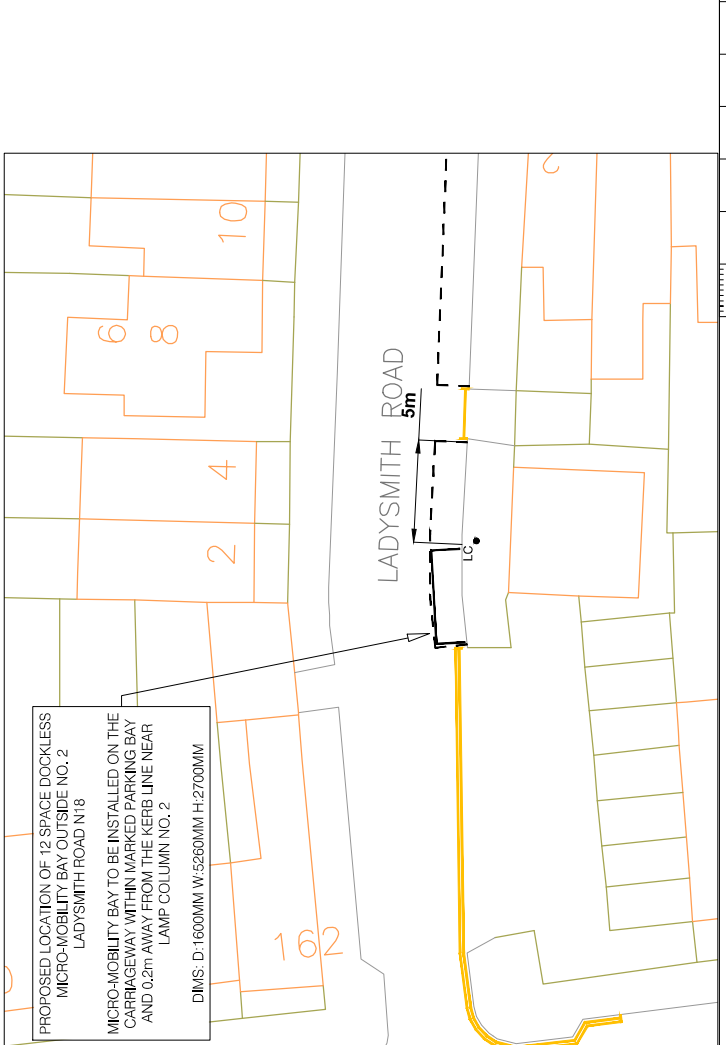 PROPOSED LOCATION OF 12 SPACE DOCKLESS
MICRO-MOBILITY BAY OUTSIDE NO. 2
LADYSMITH ROAD N18
MICRO-MOBILITY BAY TO BE INSTALLED ON THE
CARRIAGEWAY WITHIN MARKED PARKING BAY
AND 0.2m AWAY FROM THE KERB LINE NEAR
LAMP COLUMN NO. 2
DIMS: D:1600MM W:5260MM H:2700MM
162
2
4
6
8
10
LADYSMITH ROAD
5m
LC